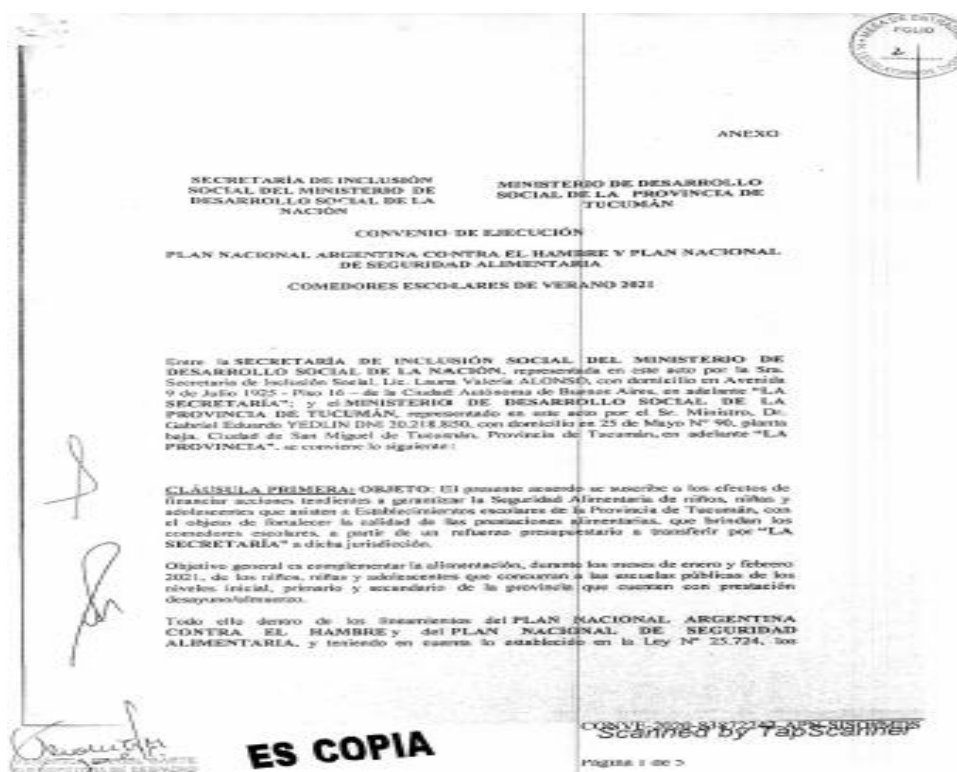 MESA DE ENTRADA
FOLIO
2
ANEXO
SECRETARÍA DE INCLUSIÓN
SOCIAL DEL MINISTERIO DE
DESARROLLO SOCIAL DE LA
NACIÓN
MINISTERIO DE DESARROLLO
SOCIAL DE LA PROVINCIA DE
TUCUMÁN
CONVENIO DE EJECUCIÓN
PLAN NACIONAL ARGENTINA CONTRA EL HAMBRE Y PLAN NACIONAL
DE SEGURIDAD ALIMENTARIA
COMEDORES ESCOLARES DE VERANO 2021
Entre la SECRETARÍA DE INCLUSIÓN SOCIAL DEL MINISTERIO DE
DESARROLLO SOCIAL DE LA NACIÓN, representada en este acto por la Sra.
Secretaria de Inclusión Social, Lic. Laura Valeria ALONSO, con domicilio en Avenida
9 de Julio 1925 - Piso 16 - de la Ciudad Autónoma de Buenos Aires, en adelante "LA
SECRETARÍA"; y el MINISTERIO DE DESARROLLO SOCIAL DE LA
PROVINCIA DE TUCUMÁN, representado en este acto por el Sr. Ministro, Dr.
Gabriel Eduardo YEDLIN DNI 20.218.850, con domicilio en 25 de Mayo N° 90, planta
baja, Ciudad de San Miguel de Tucumán, Provincia de Tucumán, en adelante "LA
PROVINCIA", se conviene lo siguiente:
CLÁUSULA PRIMERA: OBJETO: El presente acuerdo se suscribe a los efectos de
financiar acciones tendientes a garantizar la Seguridad Alimentaria de niños, niñas y
adolescentes que asisten a Establecimientos escolares de la Provincia de Tucumán, con
el objeto de fortalecer la calidad de las prestaciones alimentarias, que brindan los
comedores escolares, a partir de un refuerzo presupuestario a transferir por "LA
SECRETARÍA" a dicha jurisdicción.
Objetivo general es complementar la alimentación, durante los meses de enero y febrero
2021, de los niños, niñas y adolescentes que concurran a las escuelas públicas de los
niveles inicial, primario y secundario de la provincia que cuenten con prestación
desayuno/almuerzo.
Todo ello dentro de los lineamientos del PLAN NACIONAL ARGENTINA
CONTRA EL HAMBRE y del PLAN NACIONAL DE SEGURIDAD
ALIMENTARIA, y teniendo en cuenta lo establecido en la Ley N° 25.724, los
ES COPIA
Scanned by TapScanner
Página 1 de 5